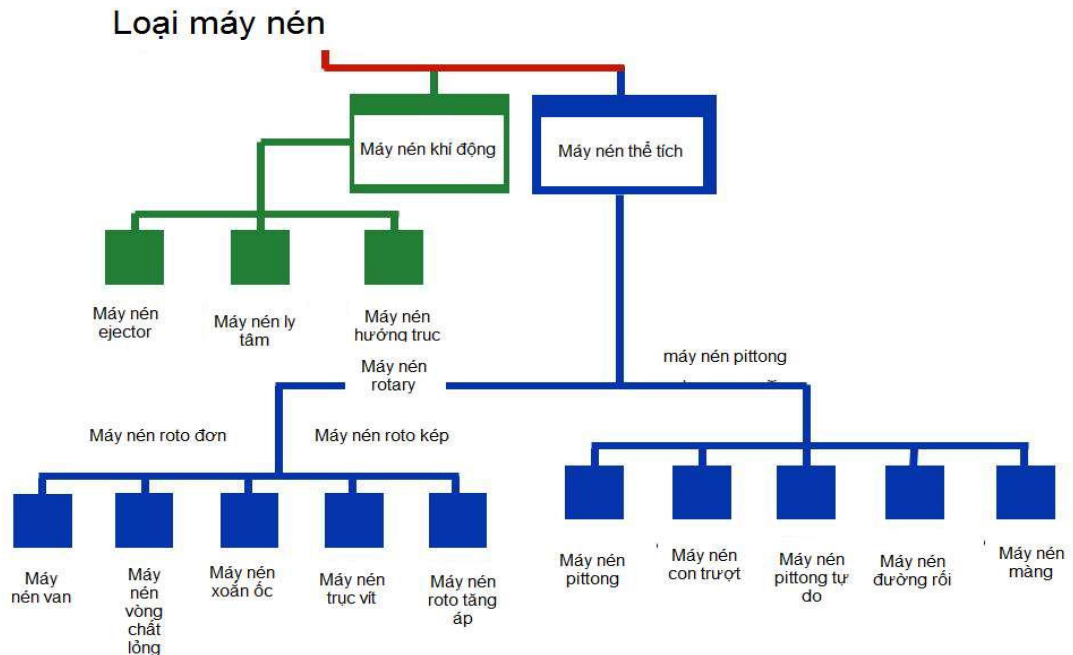 Loại máy nén
Máy nén khí động
Máy nén thể tích
Máy nén
ejector
Máy nén ly
tâm
Máy nén
hướng trục
Máy nén
rotary
máy nén pittong
Máy nén roto đơn
Máy nén roto kép
Máy
nén van
Máy
nén
vòng
chất
lỏng
Máy nén
xoắn ốc
Máy nén
trục vít
Máy nén
roto tăng
áp
Máy nén
pittong
Máy nén
con trượt
Máy nén
pittong tự
do
Máy nén
đường rối
Máy nén
màng